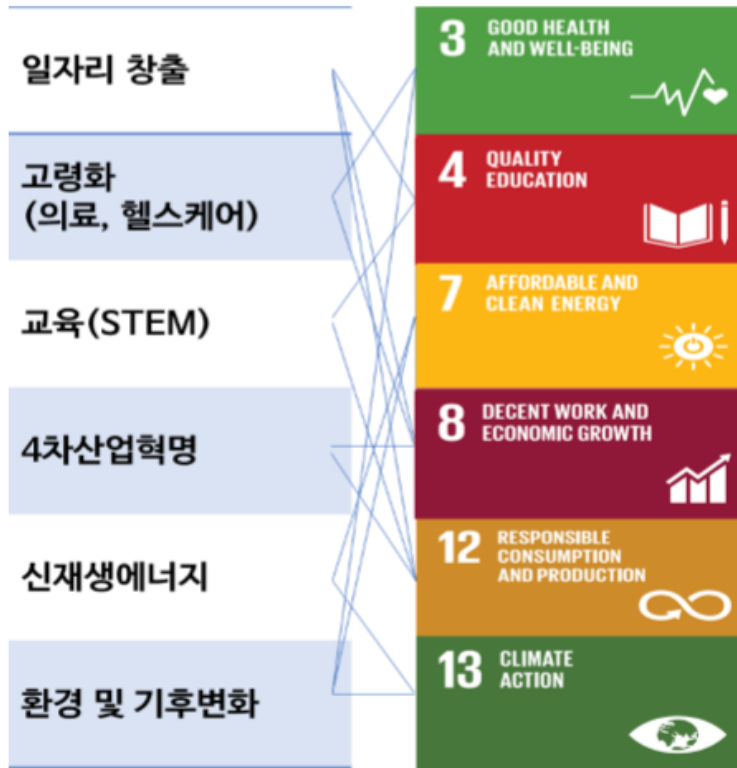 일자리 창출
고령화
(의료, 헬스케어)
교육(STEM)
4차산업혁명
신재생에너지
환경 및 기후변화
3 GOOD HEALTH
AND WELL-BEING
4 QUALITY
EDUCATION
7 AFFORDABLE AND
CLEAN ENERGY
8 DECENT WORK AND
ECONOMIC GROWTH
12 RESPONSIBLE
CONSUMPTION
AND PRODUCTION
13 CLIMATE
ACTION